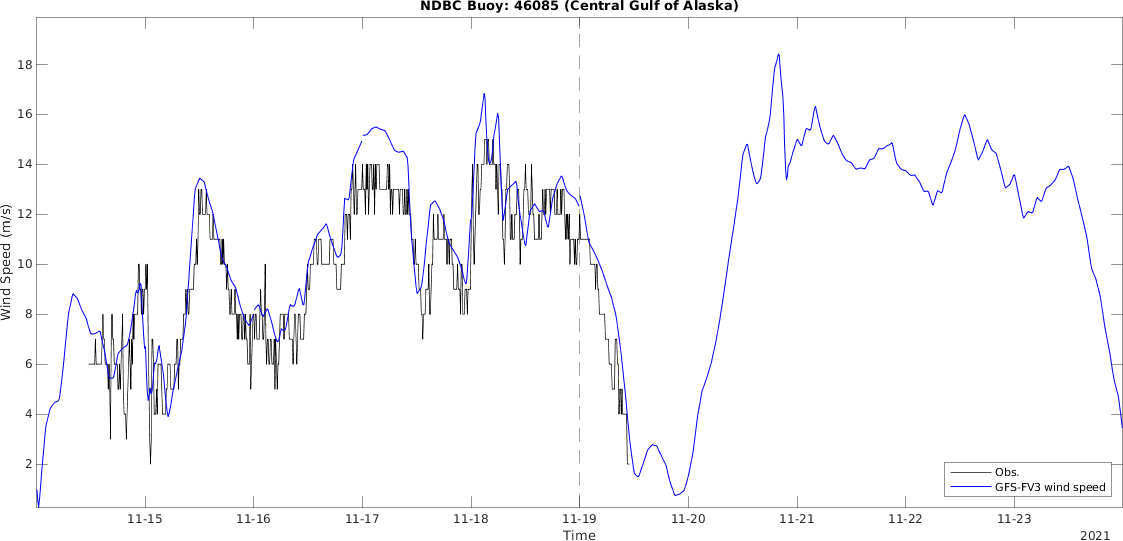 NDBC Buoy: 46085 (Central Gulf of Alaska)
18
16
14
12
10
8
6
4
2
Wind Speed (m/s)
Obs.
GFS-FV3 wind speed
11-15 11-16 11-17 11-18 11-19 11-20 11-21 11-22 11-23
Time
2021